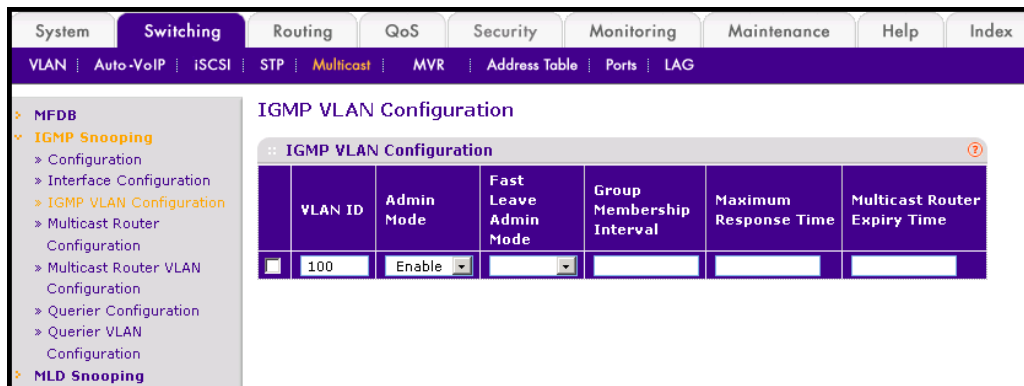 System Switching Routing QoS Security Monitoring Maintenance Help Index
VLAN Auto-VoIP iSCSI STP Multicast MVR Address Table Ports LAG
MFDB
IGMP Snooping
» Configuration
» Interface Configuration
» IGMP VLAN Configuration
» Multicast Router
Configuration
» Multicast Router VLAN
Configuration
» Querier Configuration
» Querier VLAN
Configuration
MLD Snooping
IGMP VLAN Configuration
IGMP VLAN Configuration
VLAN ID
Admin
Mode
Fast
Leave
Admin
Mode
Group
Membership
Interval
Maximum
Response Time
Multicast Router
Expiry Time
100 Enable